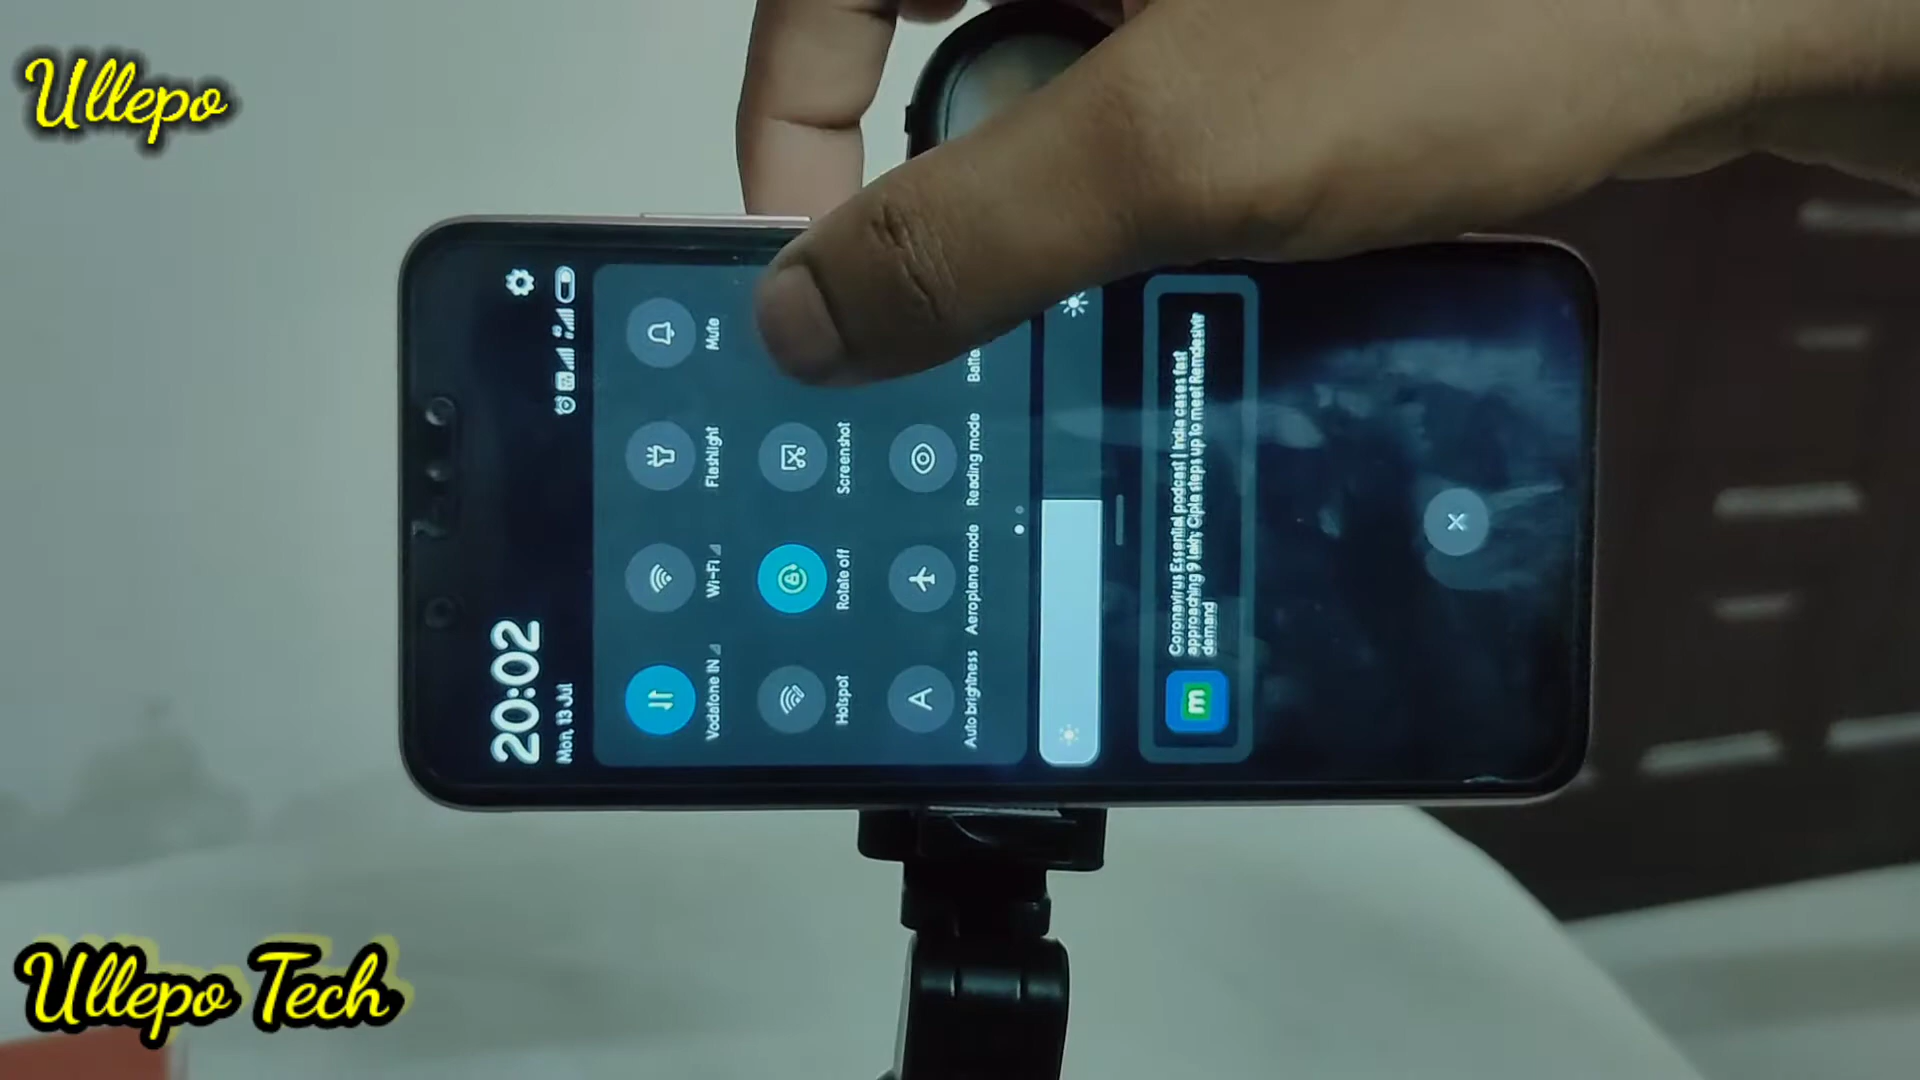 Ullepo
20:02
Mon, 13 Jul
Vodafone IN
Wi-Fi
Flashlight
Mute
Hotspot
Rotate off
Screenshot
Auto brightness
Aeroplane mode
Reading mode
A
Coronavirus Essential podcast | India cases fast
approaching 9 lakh; Cipla steps up to meet Remdesivir
demand
m
Ullepo Tech